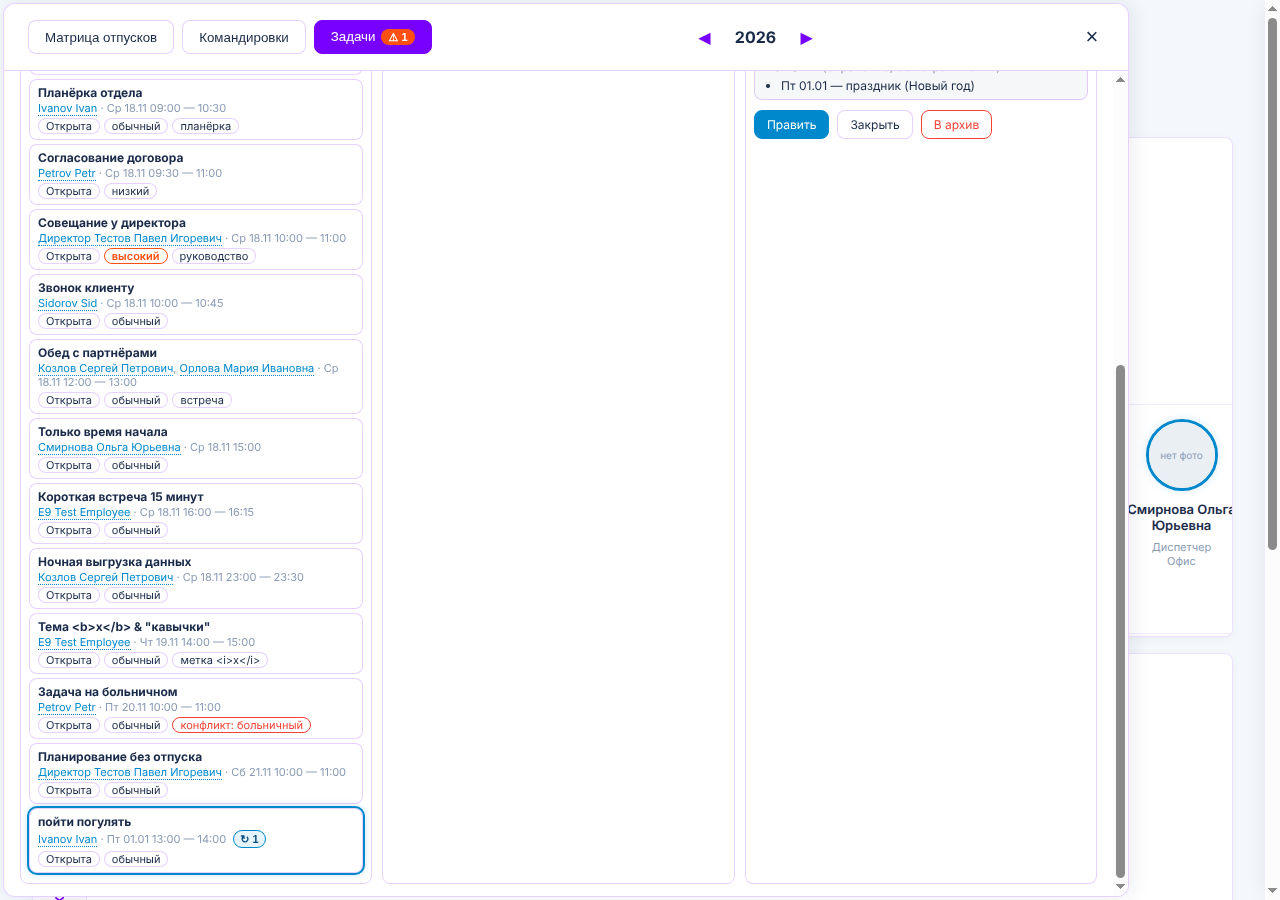 Матрица отпусков
Командировки
Задачи ⚠ 1
◀ 2026 ▶
×
Планёрка отдела
Ivanov Ivan · Ср 18.11 09:00 — 10:30
Открыта обычный планёрка
Согласование договора
Petrov Petr · Ср 18.11 09:30 — 11:00
Открыта низкий
Совещание у директора
Директор Тестов Павел Игоревич · Ср 18.11 10:00 — 11:00
Открыта высокий руководство
Звонок клиенту
Sidorov Sid · Ср 18.11 10:00 — 10:45
Открыта обычный
Обед с партнёрами
Козлов Сергей Петрович, Орлова Мария Ивановна · Ср
18.11 12:00 — 13:00
Открыта обычный встреча
Только время начала
Смирнова Ольга Юрьевна · Ср 18.11 15:00
Открыта обычный
Короткая встреча 15 минут
E9 Test Employee · Ср 18.11 16:00 — 16:15
Открыта обычный
Ночная выгрузка данных
Козлов Сергей Петрович · Ср 18.11 23:00 — 23:30
Открыта обычный
Тема <b>x</b> & "кавычки"
E9 Test Employee · Чт 19.11 14:00 — 15:00
Открыта обычный метка <i>x</i>
Задача на больничном
Petrov Petr · Пт 20.11 10:00 — 11:00
Открыта обычный конфликт: больничный
Планирование без отпуска
Директор Тестов Павел Игоревич · Сб 21.11 10:00 — 11:00
Открыта обычный
пойти погулять
Ivanov Ivan · Пт 01.01 13:00 — 14:00 ↻ 1
Открыта обычный
• Пт 01.01 — праздник (Новый год)
Править Закрыть В архив
нет фото
Смирнова Ольга
Юрьевна
Диспетчер
Офис